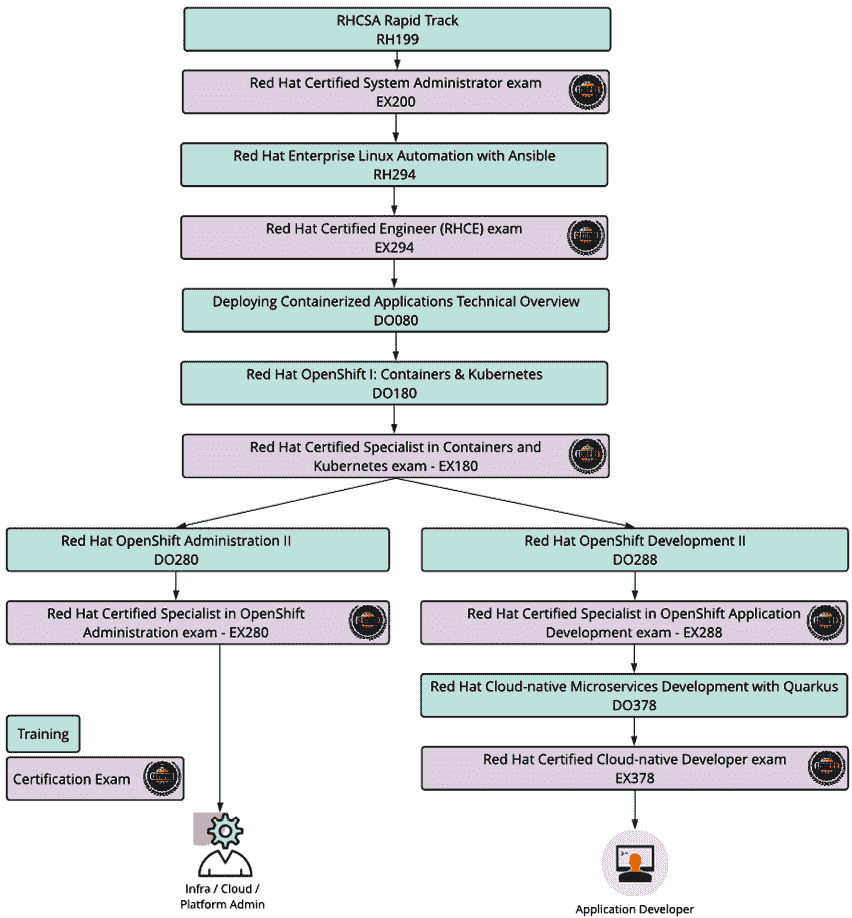 RHCSA Rapid Track
RH199
Red Hat Certified System Administrator exam
EX200
Red Hat Enterprise Linux Automation with Ansible
RH294
Red Hat Certified Engineer (RHCE) exam
EX294
Deploying Containerized Applications Technical Overview
DO080
Red Hat OpenShift I: Containers & Kubernetes
DO180
Red Hat Certified Specialist in Containers and
Kubernetes exam - EX180
Red Hat OpenShift Administration II
DO280
Red Hat Certified Specialist in OpenShift
Administration exam - EX280
Red Hat OpenShift Development II
DO288
Red Hat Certified Specialist in OpenShift Application
Development exam - EX288
Red Hat Cloud-native Microservices Development with Quarkus
DO378
Red Hat Certified Cloud-native Developer exam
EX378
Training
Certification Exam
Infra / Cloud /
Platform Admin
Application Developer